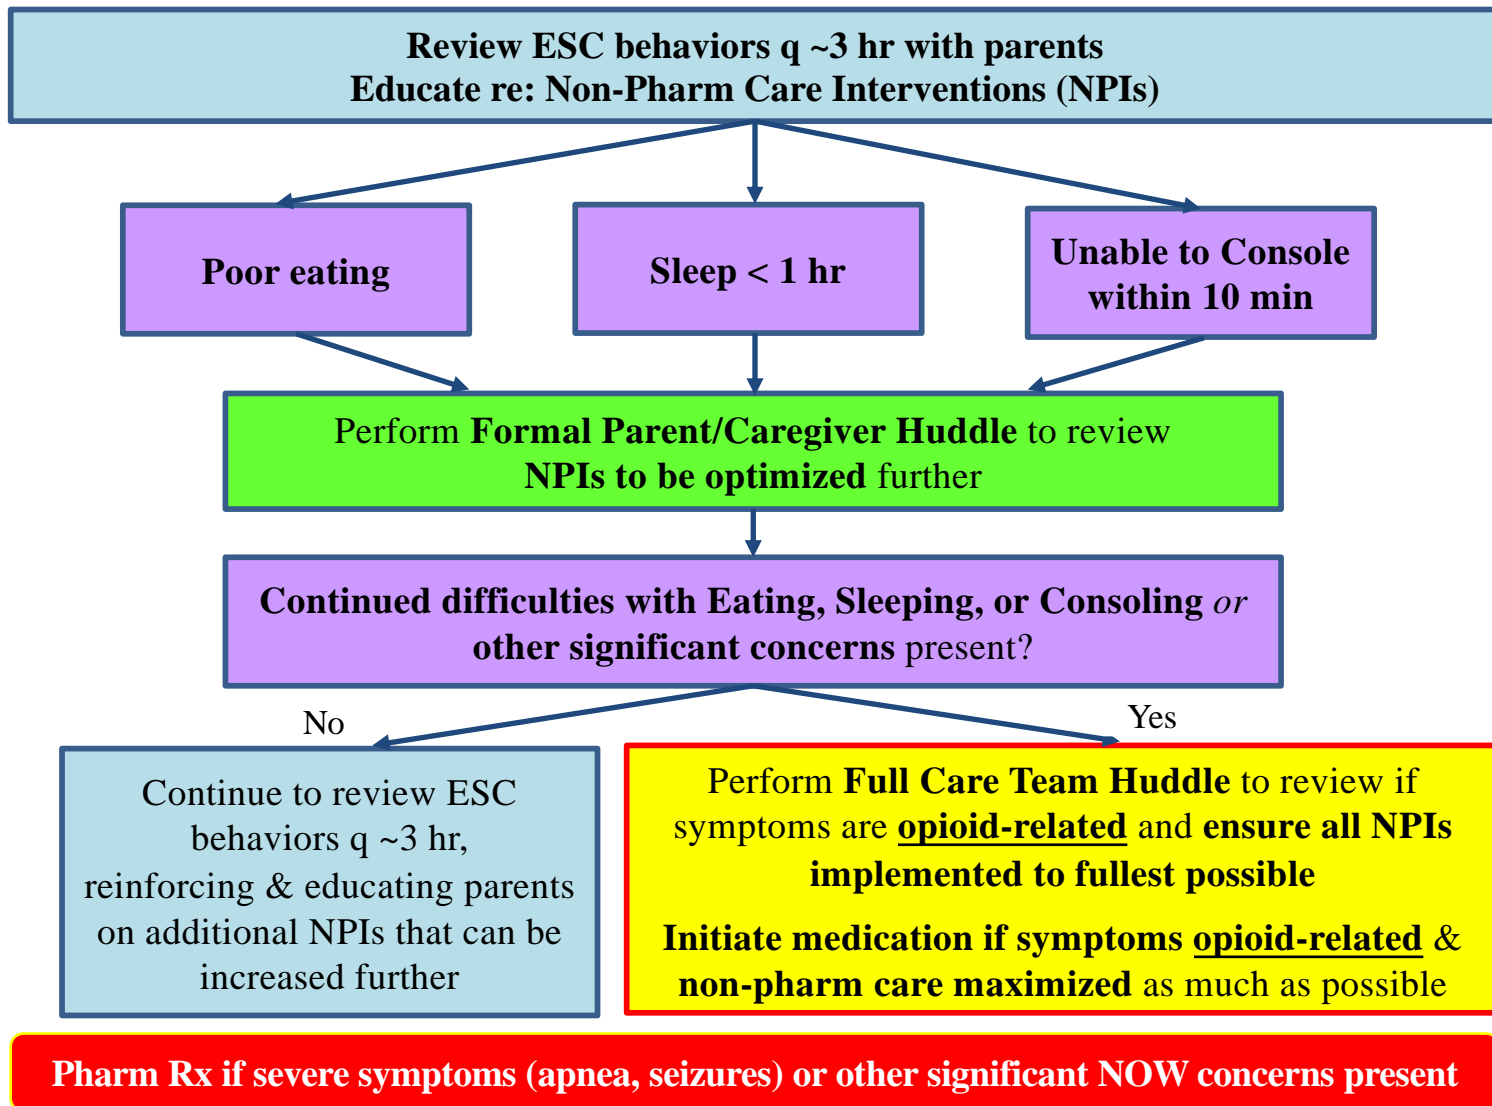 Review ESC behaviors q ~3 hr with parents
Educate re: Non-Pharm Care Interventions (NPIs)
Poor eating
Sleep < 1 hr
Unable to Console
within 10 min
Perform Formal Parent/Caregiver Huddle to review
NPIs to be optimized further
Continued difficulties with Eating, Sleeping, or Consoling or
other significant concerns present?
No
Yes
Continue to review ESC
behaviors q ~3 hr,
reinforcing & educating parents
on additional NPIs that can be
increased further
Perform Full Care Team Huddle to review if
symptoms are opioid-related and ensure all NPIs
implemented to fullest possible
Initiate medication if symptoms opioid-related &
non-pharm care maximized as much as possible
Pharm Rx if severe symptoms (apnea, seizures) or other significant NOW concerns present